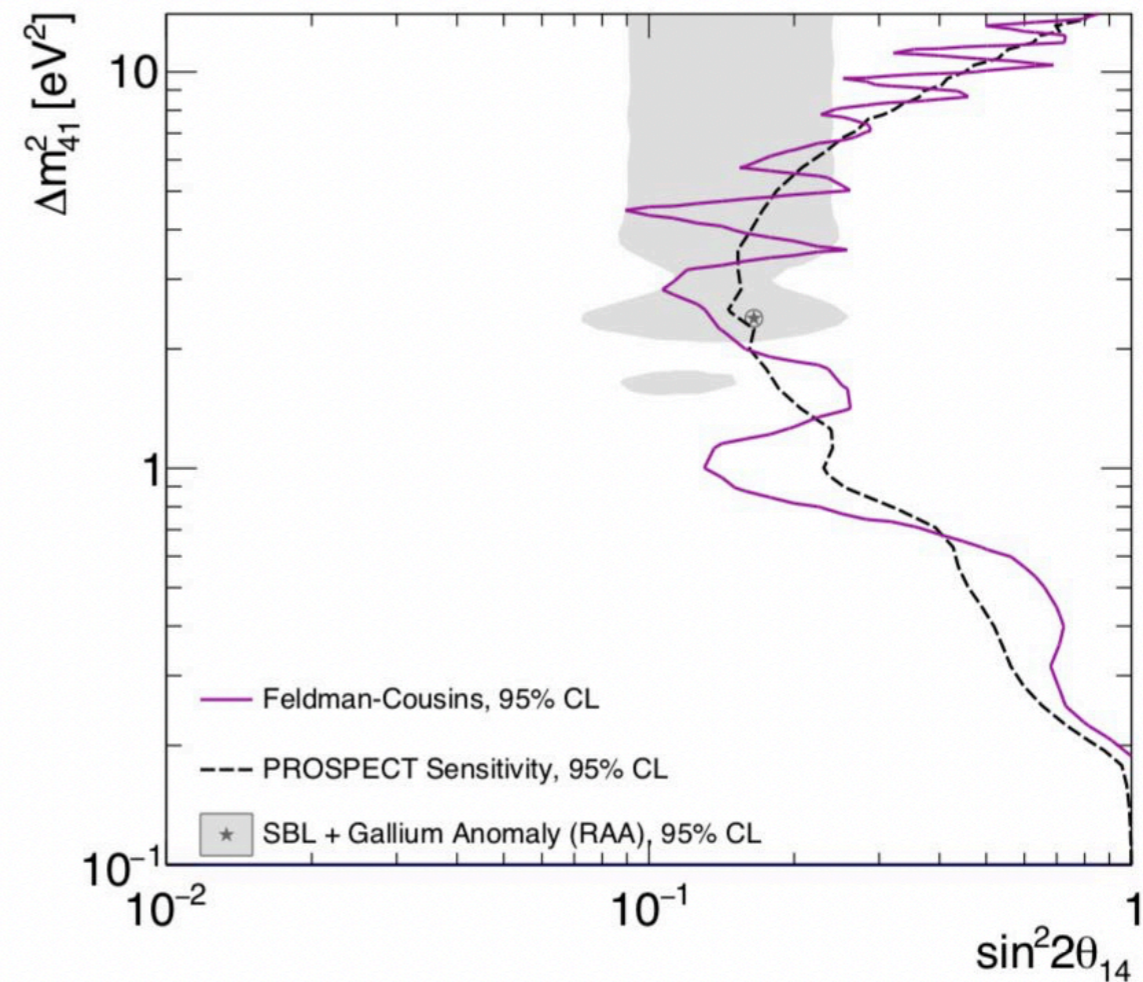 Δm²₄₁ [eV²]
10
1
10⁻¹
Feldman-Cousins, 95% CL
PROSPECT Sensitivity, 95% CL
SBL + Gallium Anomaly (RAA), 95% CL
10⁻² 10⁻¹ 1
sin²2θ₁₄